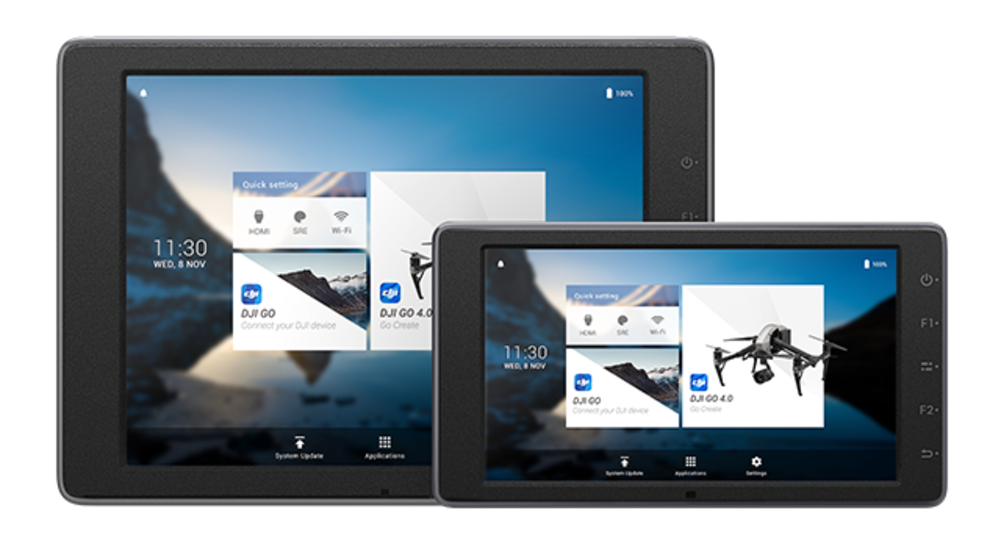 100%
Quick setting
HDMI SRE Wi-Fi
11:30
WED, 8 NOV
dji
DJI GO
Connect your DJI device
dji
DJI GO 4.0
Go Create
System Update Applications
F1
100%
Quick setting
HDMI SRE Wi-Fi
11:30
WED, 8 NOV
dji
DJI GO
Connect your DJI device
dji
DJI GO 4.0
Go Create
System Update Applications Settings
F1
F2